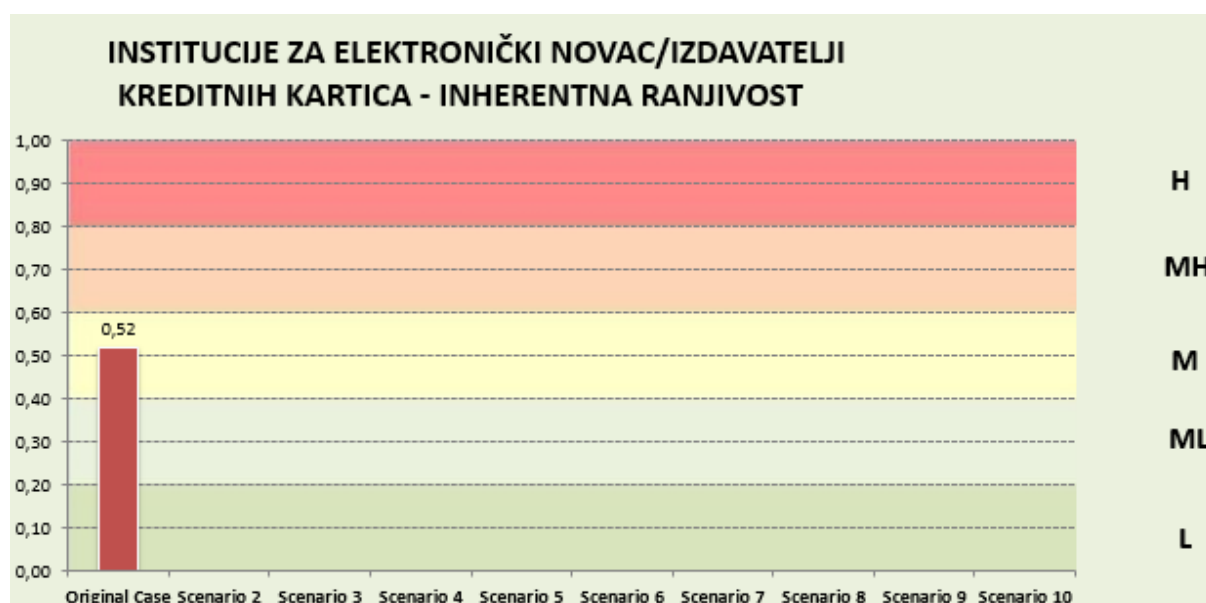 INSTITUCIJE ZA ELEKTRONIČKI NOVAC/IZDAVATELJI
KREDITNIH KARTICA - INHERENTNA RANJIVOST
1,00
0,90
H
0,80
0,70
MH
0,60
0,52
0,50
M
0,40
0,30
ML
0,20
0,10
L
0,00
Original Case Scenario 2 Scenario 3 Scenario 4 Scenario 5 Scenario 6 Scenario 7 Scenario 8 Scenario 9 Scenario 10